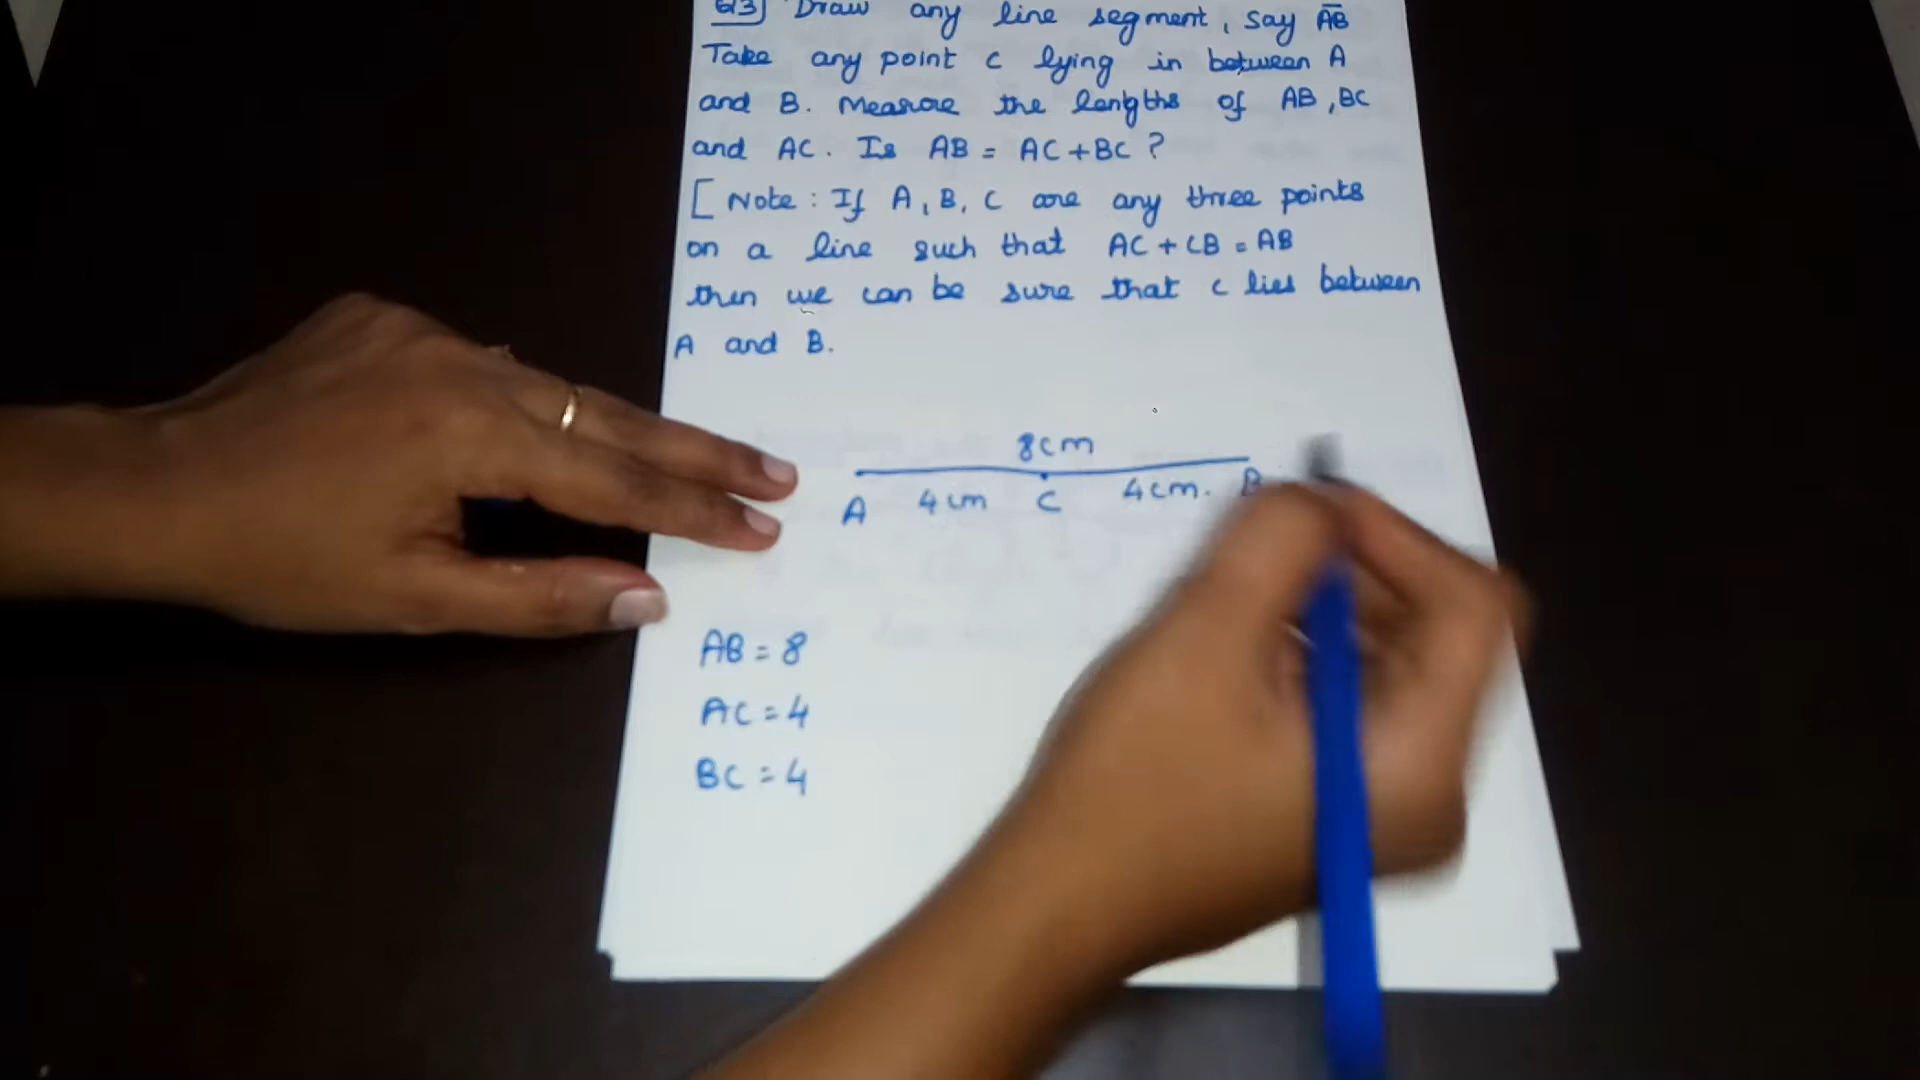 Q13] Draw any line segment, say A̅B̅
Take any point C lying in between A
and B. Measure the lengths of AB, BC
and AC. Is AB = AC + BC ?
[ Note : If A, B, C are any three points
on a line such that AC + CB = AB
then we can be sure that C lies between
A and B.
8cm
A 4cm C 4cm. B
AB = 8
AC = 4
BC = 4